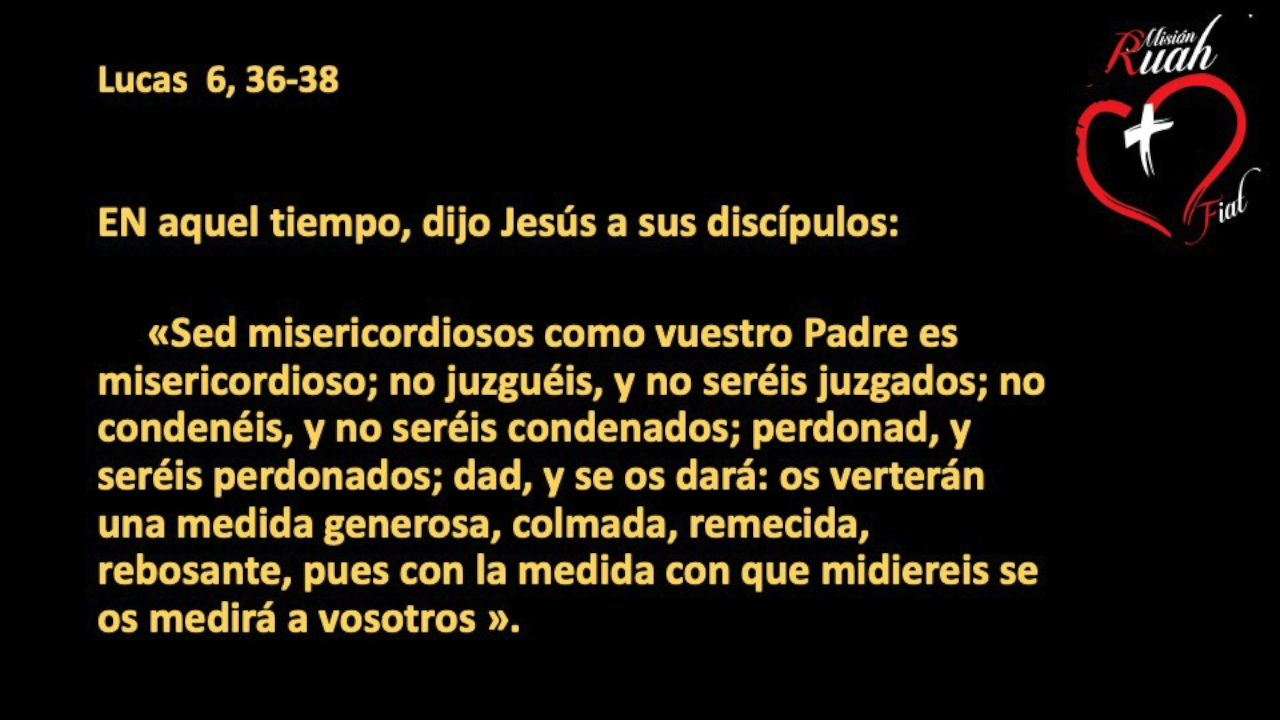 Misión
Ruah
Lucas 6, 36-38
Fiat
EN aquel tiempo, dijo Jesús a sus discípulos:
«Sed misericordiosos como vuestro Padre es
misericordioso; no juzguéis, y no seréis juzgados; no
condenéis, y no seréis condenados; perdonad, y
seréis perdonados; dad, y se os dará: os verterán
una medida generosa, colmada, remecida,
rebosante, pues con la medida con que midiereis se
os medirá a vosotros ».